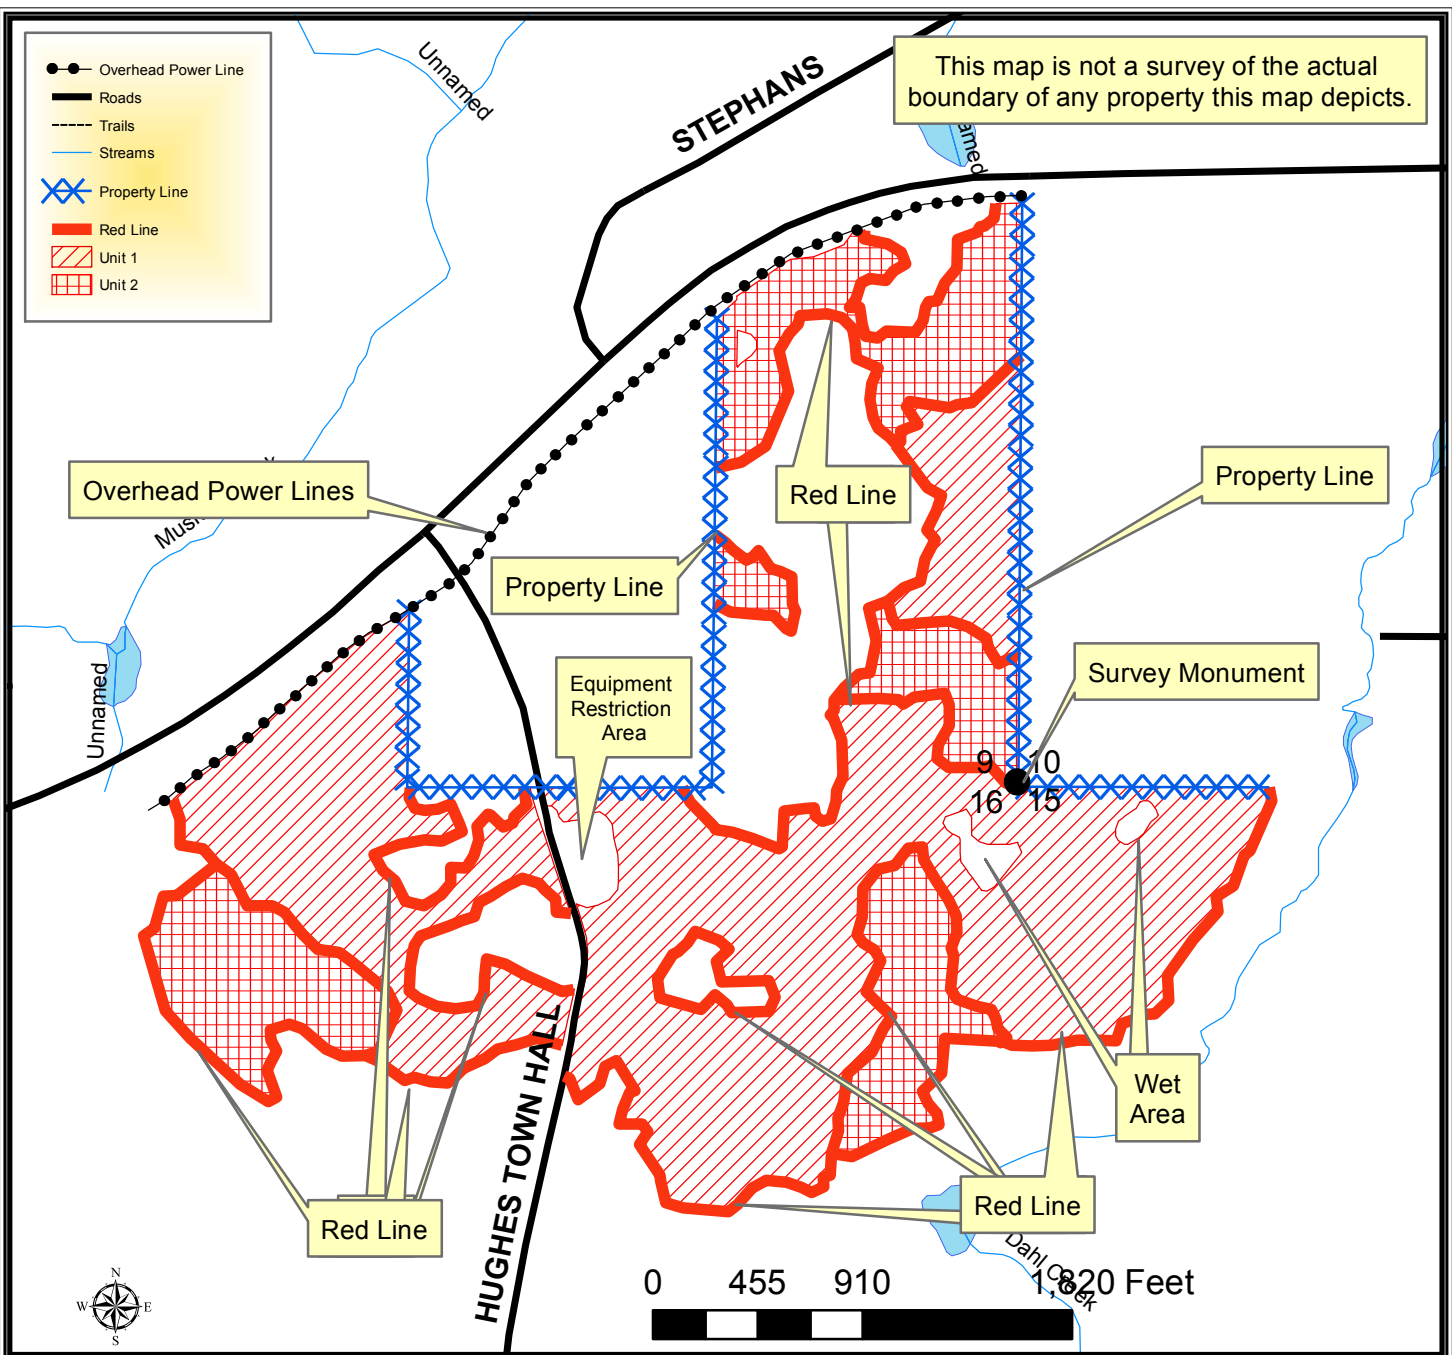 Overhead Power Line
Roads
Trails
Streams
Property Line
Red Line
Unit 1
Unit 2
Unnamed
STEPHANS
This map is not a survey of the actual
boundary of any property this map depicts.
Overhead Power Lines
Red Line
Property Line
Property Line
Unnamed
Equipment
Restriction
Area
Survey Monument
9 10
16 15
Wet
Area
Red Line
Red Line
HUGHES TOWN HALL
Dahl Creek
N
W E
S
0 455 910 1,820 Feet